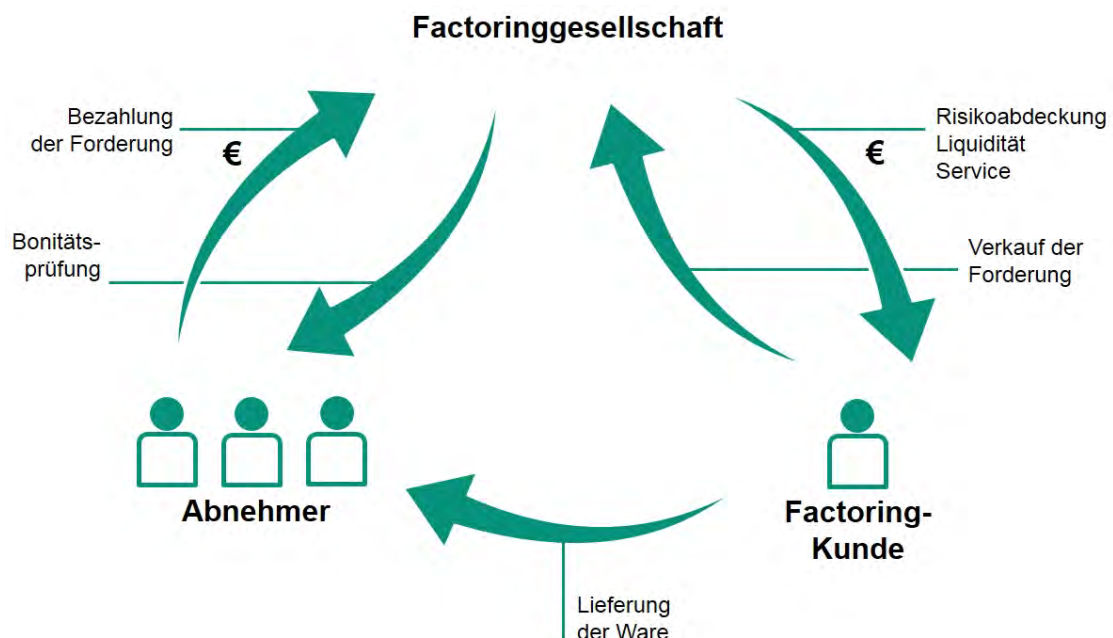 Factoringgesellschaft
Bezahlung
der Forderung
€
€
Risikoabdeckung
Liquidität
Service
Bonitäts-
prüfung
Verkauf der
Forderung
Abnehmer
Factoring-
Kunde
Lieferung
der Ware